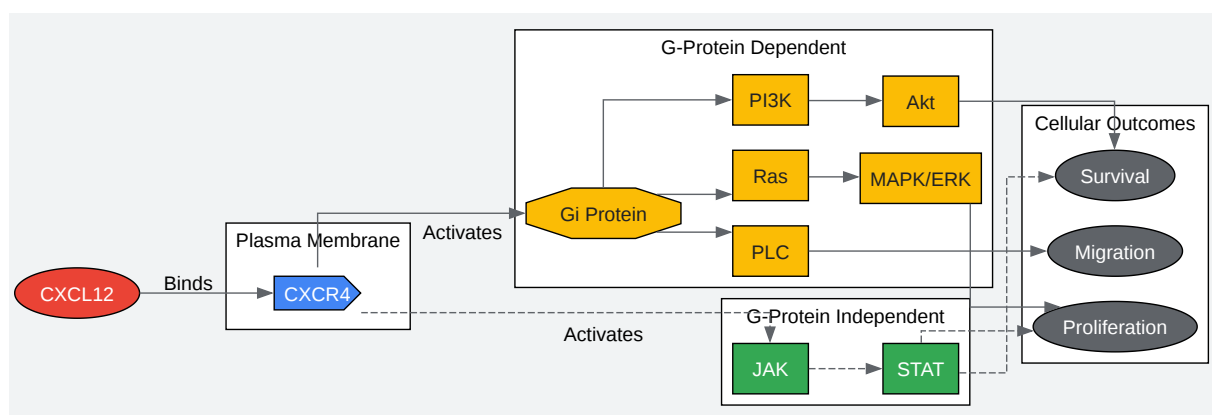 G-Protein Dependent
PI3K
Akt
Cellular Outcomes
Ras
MAPK/ERK
Survival
Gi Protein
Activates
Plasma Membrane
PLC
Migration
CXCL12
Binds
CXCR4
G-Protein Independent
Activates
Proliferation
JAK
STAT